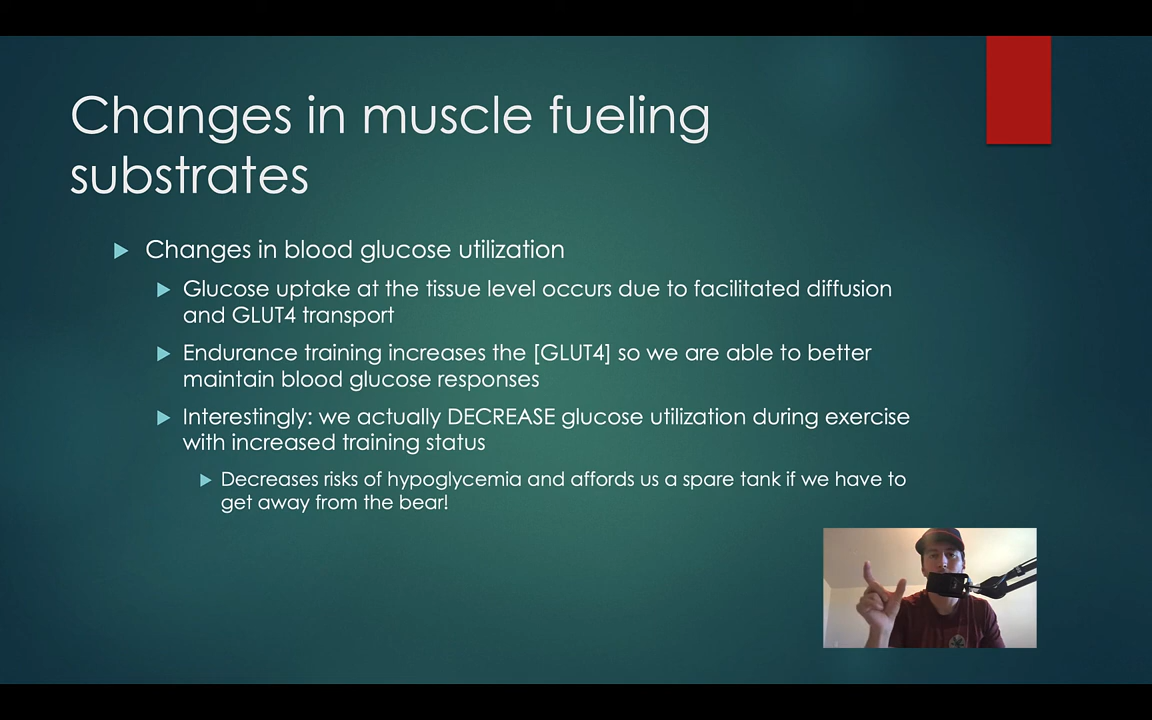 Changes in muscle fueling
substrates
Changes in blood glucose utilization
Glucose uptake at the tissue level occurs due to facilitated diffusion
and GLUT4 transport
Endurance training increases the [GLUT4] so we are able to better
maintain blood glucose responses
Interestingly: we actually DECREASE glucose utilization during exercise
with increased training status
Decreases risks of hypoglycemia and affords us a spare tank if we have to
get away from the bear!